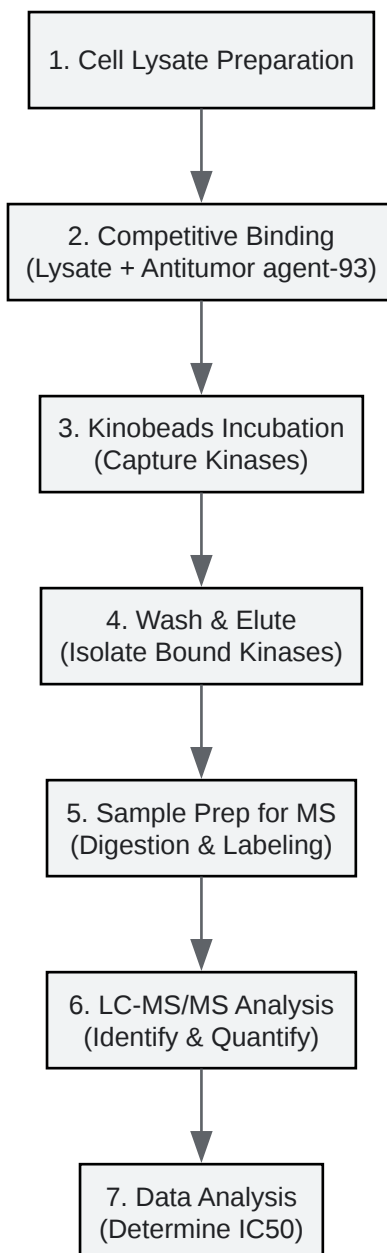 1. Cell Lysate Preparation
2. Competitive Binding
(Lysate + Antitumor agent-93)
3. Kinobeads Incubation
(Capture Kinases)
4. Wash & Elute
(Isolate Bound Kinases)
5. Sample Prep for MS
(Digestion & Labeling)
6. LC-MS/MS Analysis
(Identify & Quantify)
7. Data Analysis
(Determine IC50)